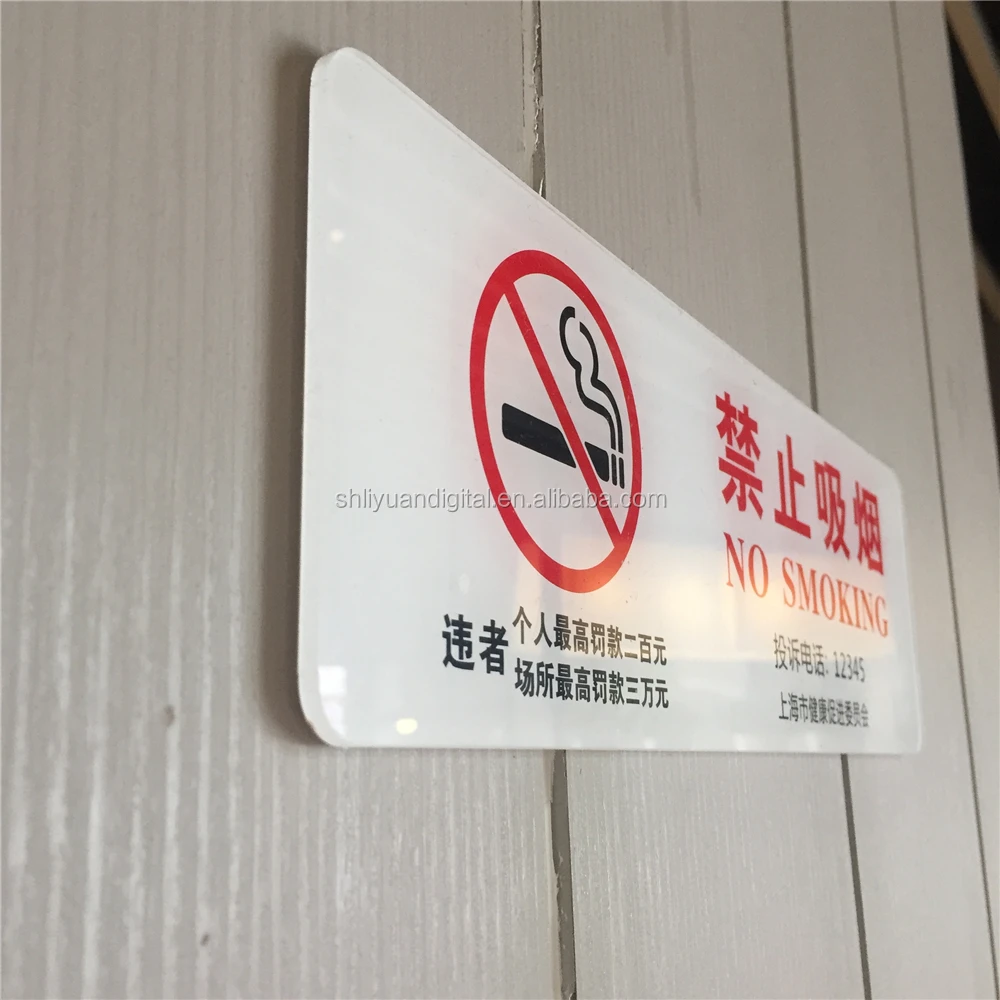 禁止吸烟
NO SMOKING
违者
个人最高罚款二百元
场所最高罚款三万元
投诉电话: 12345
上海市健康促进委员会
shliyuandigital.en.alibaba.com